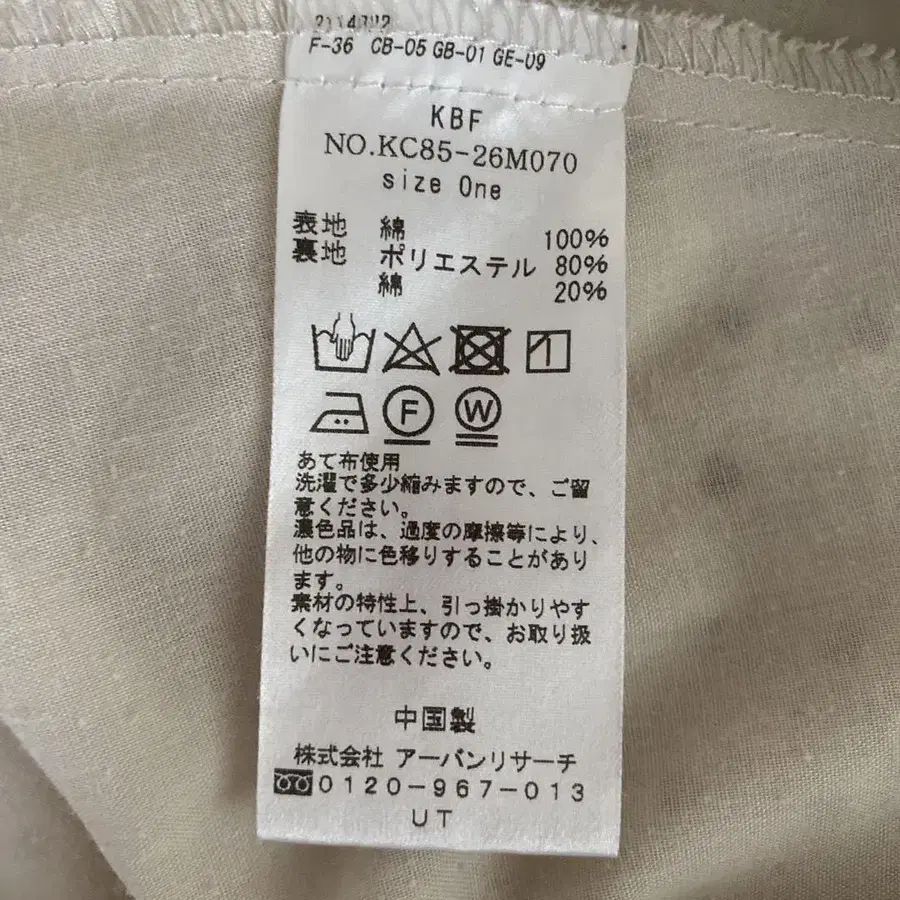 F-36 CB-05 GB-01 GE-09
KBF
NO.KC85-26M070
size One
表地 綿 100%
裏地 ポリエステル 80%
綿 20%
F W
あて布使用
洗濯で多少縮みますので、ご留
意ください。
濃色品は、過度の摩擦等により、
他の物に色移りすることがあり
ます。
素材の特性上、引っ掛かりやす
くなっていますので、お取り扱
いにご注意ください。
中国製
株式会社 アーバンリサーチ
0120-967-013
UT